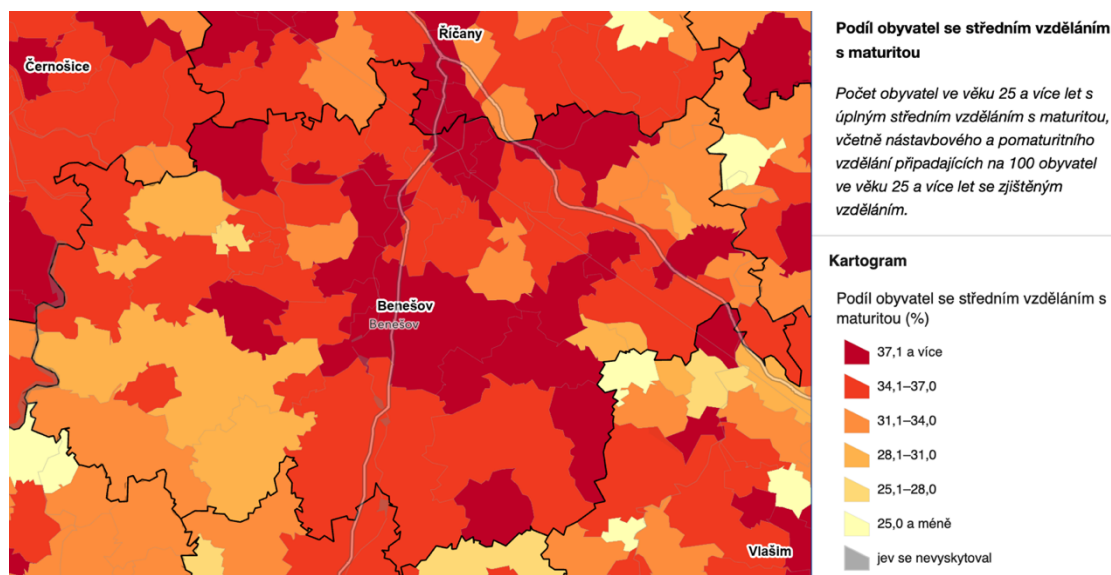 Říčany
Černošice
Benešov
Benešov
Vlašim
Podíl obyvatel se středním vzděláním
s maturitou
Počet obyvatel ve věku 25 a více let s
úplným středním vzděláním s maturitou,
včetně nástavbového a pomaturitního
vzdělání připadajících na 100 obyvatel
ve věku 25 a více let se zjištěným
vzděláním.
Kartogram
Podíl obyvatel se středním vzděláním s
maturitou (%)
37,1 a více
34,1–37,0
31,1–34,0
28,1–31,0
25,1–28,0
25,0 a méně
jev se nevyskytoval